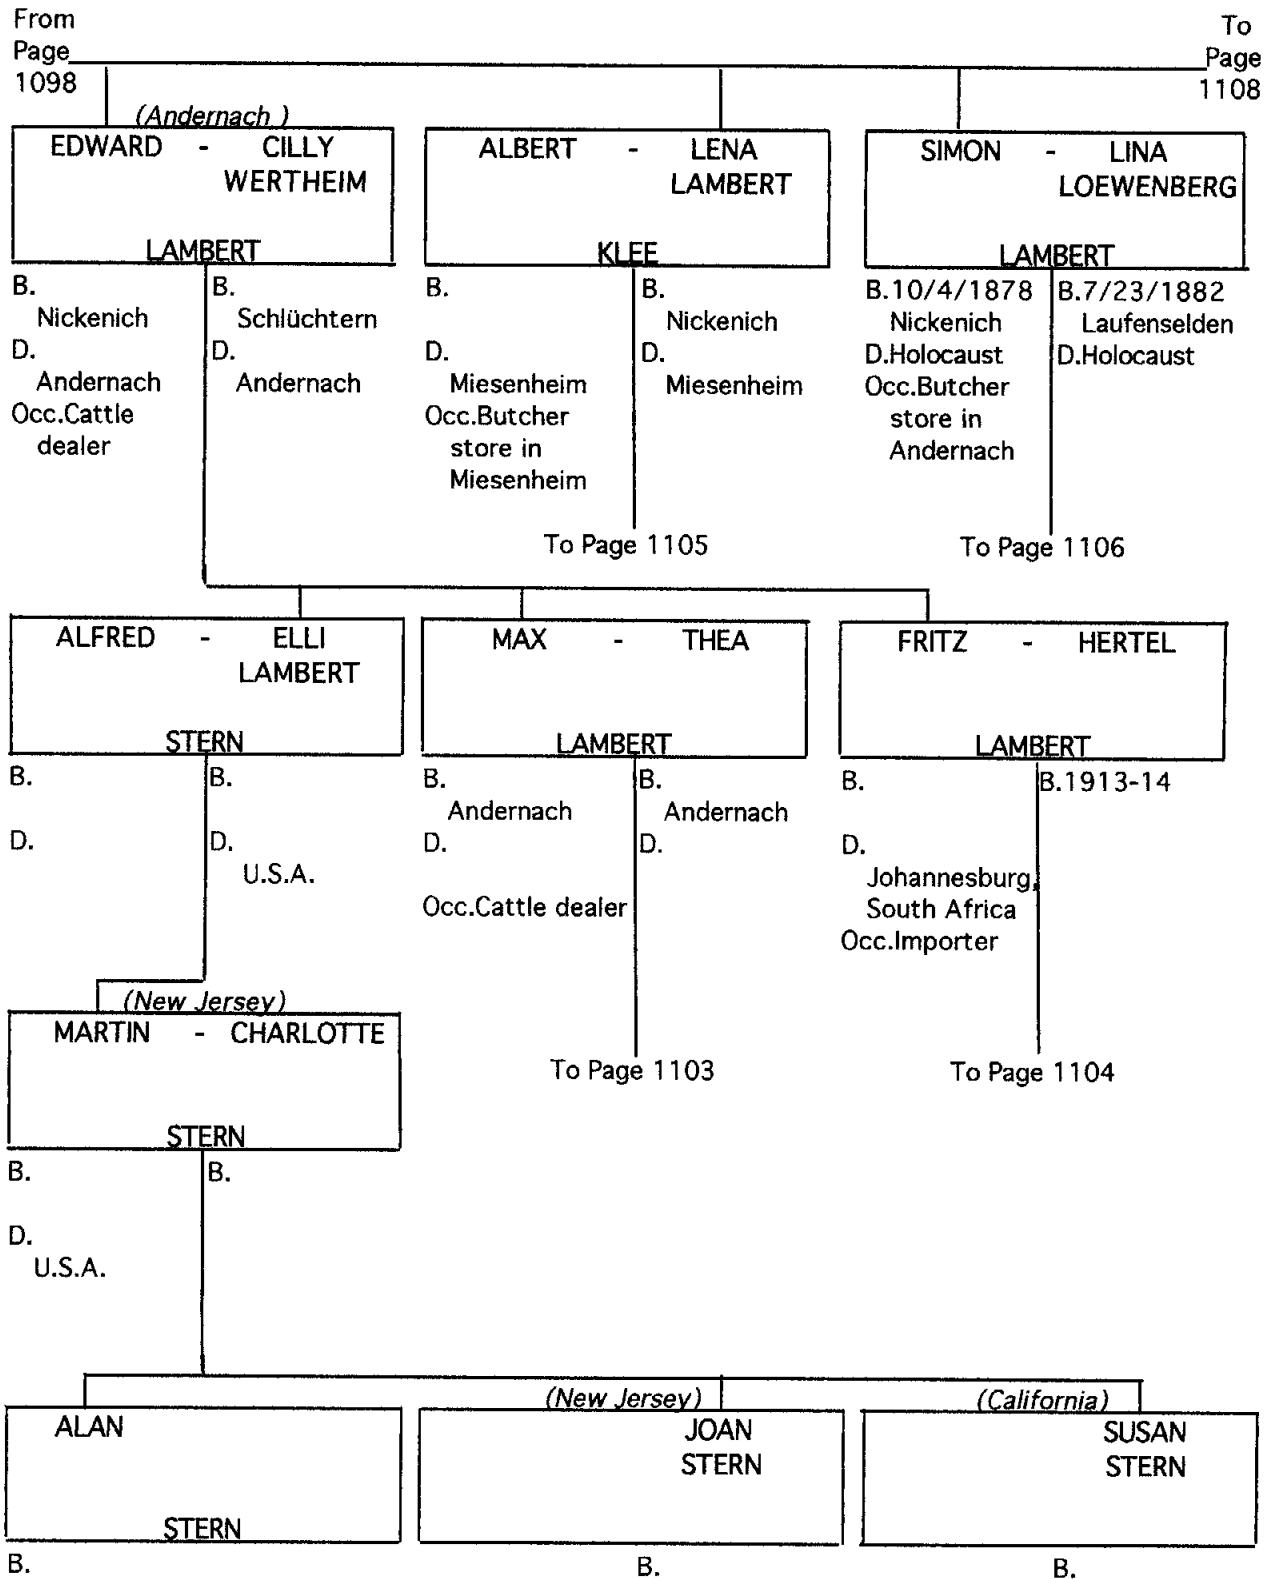 From
Page
1098
To
Page
1108
(Andernach )
EDWARD - CILLY
WERTHEIM
LAMBERT
B.
Nickenich
D.
Andernach
Occ.Cattle
dealer
B.
Schlüchtern
D.
Andernach
ALBERT - LENA
LAMBERT
KLEE
B.
D.
Miesenheim
Occ.Butcher
store in
Miesenheim
B.
Nickenich
D.
Miesenheim
To Page 1105
SIMON - LINA
LOEWENBERG
LAMBERT
B.10/4/1878
Nickenich
D.Holocaust
Occ.Butcher
store in
Andernach
B.7/23/1882
Laufenselden
D.Holocaust
To Page 1106
ALFRED - ELLI
LAMBERT
STERN
B.
D.
B.
D.
U.S.A.
MAX - THEA
LAMBERT
B.
Andernach
D.
Occ.Cattle dealer
B.
Andernach
D.
To Page 1103
FRITZ - HERTEL
LAMBERT
B.
D.
Johannesburg,
South Africa
Occ.Importer
B.1913-14
To Page 1104
(New Jersey)
MARTIN - CHARLOTTE
STERN
B.
D.
U.S.A.
B.
ALAN
STERN
B.
(New Jersey)
JOAN
STERN
B.
(California)
SUSAN
STERN
B.